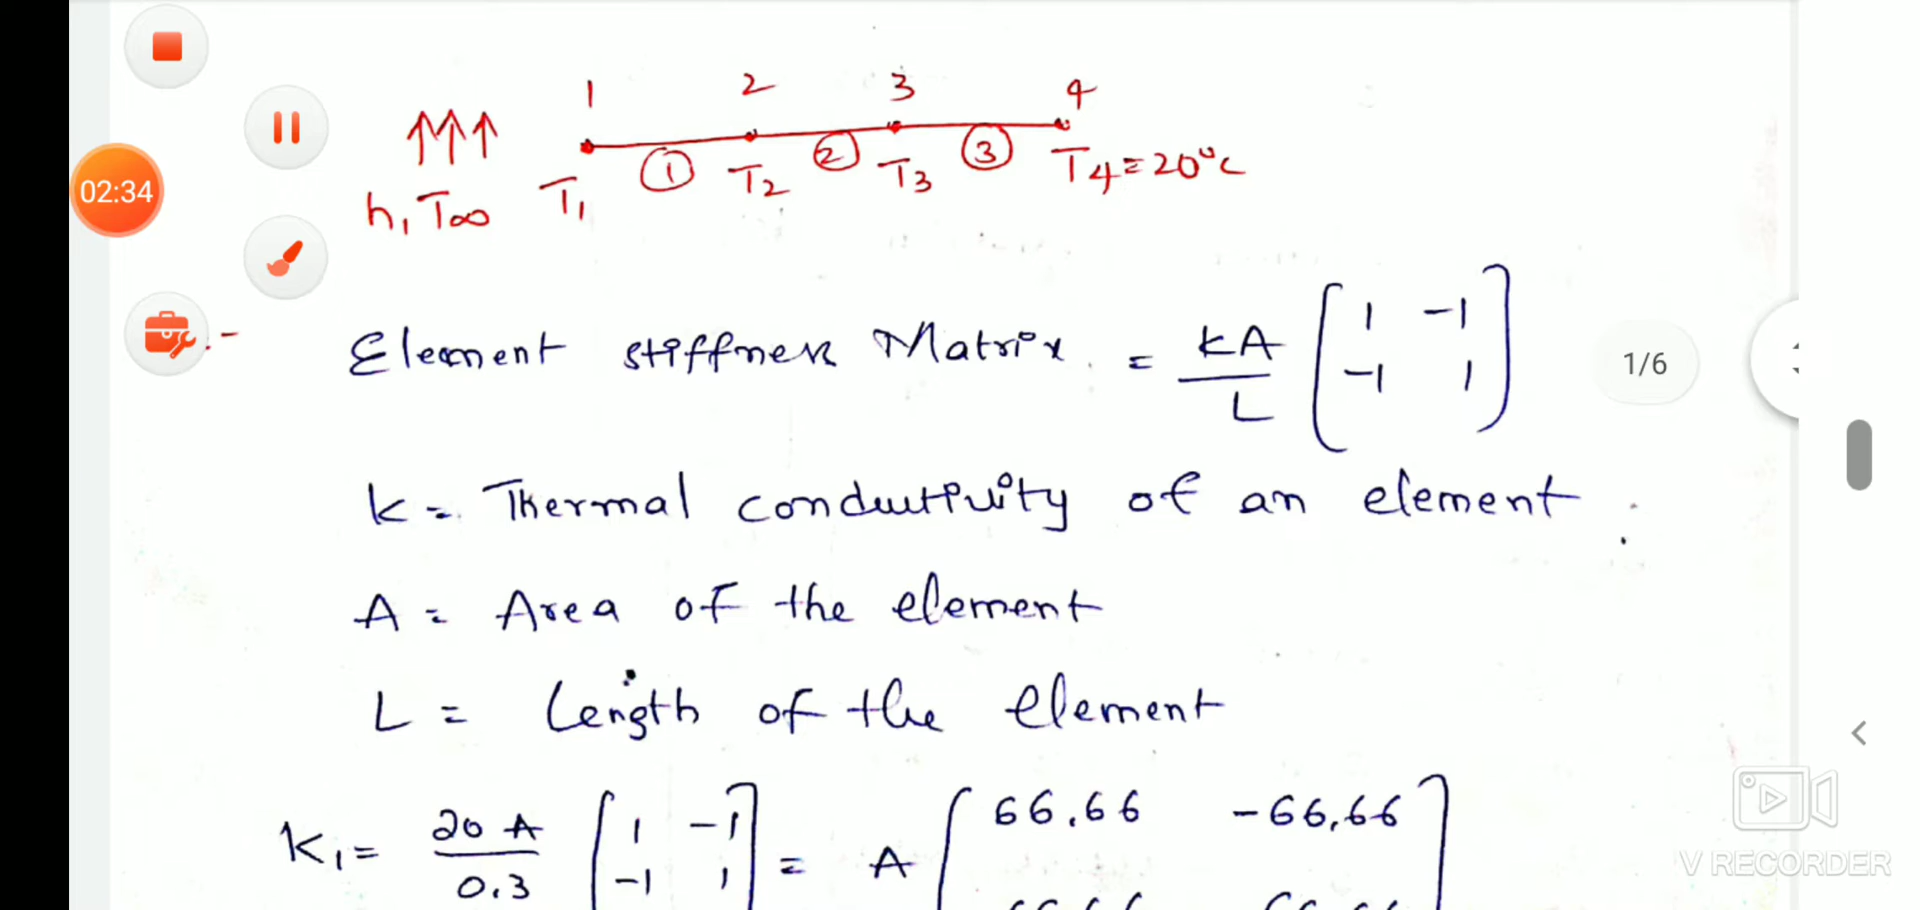 1 2 3 4
h, T∞ T1 ① T2 ② T3 ③ T4 = 20°C
02:34
Element stiffness Matrix = kA/L [1 -1
-1 1]
1/6
k = Thermal conductivity of an element
A = Area of the element
L = Length of the element
K1 = 20 A/0.3 [1 -1
-1 1] = A [66.66 -66.66
V RECORDER